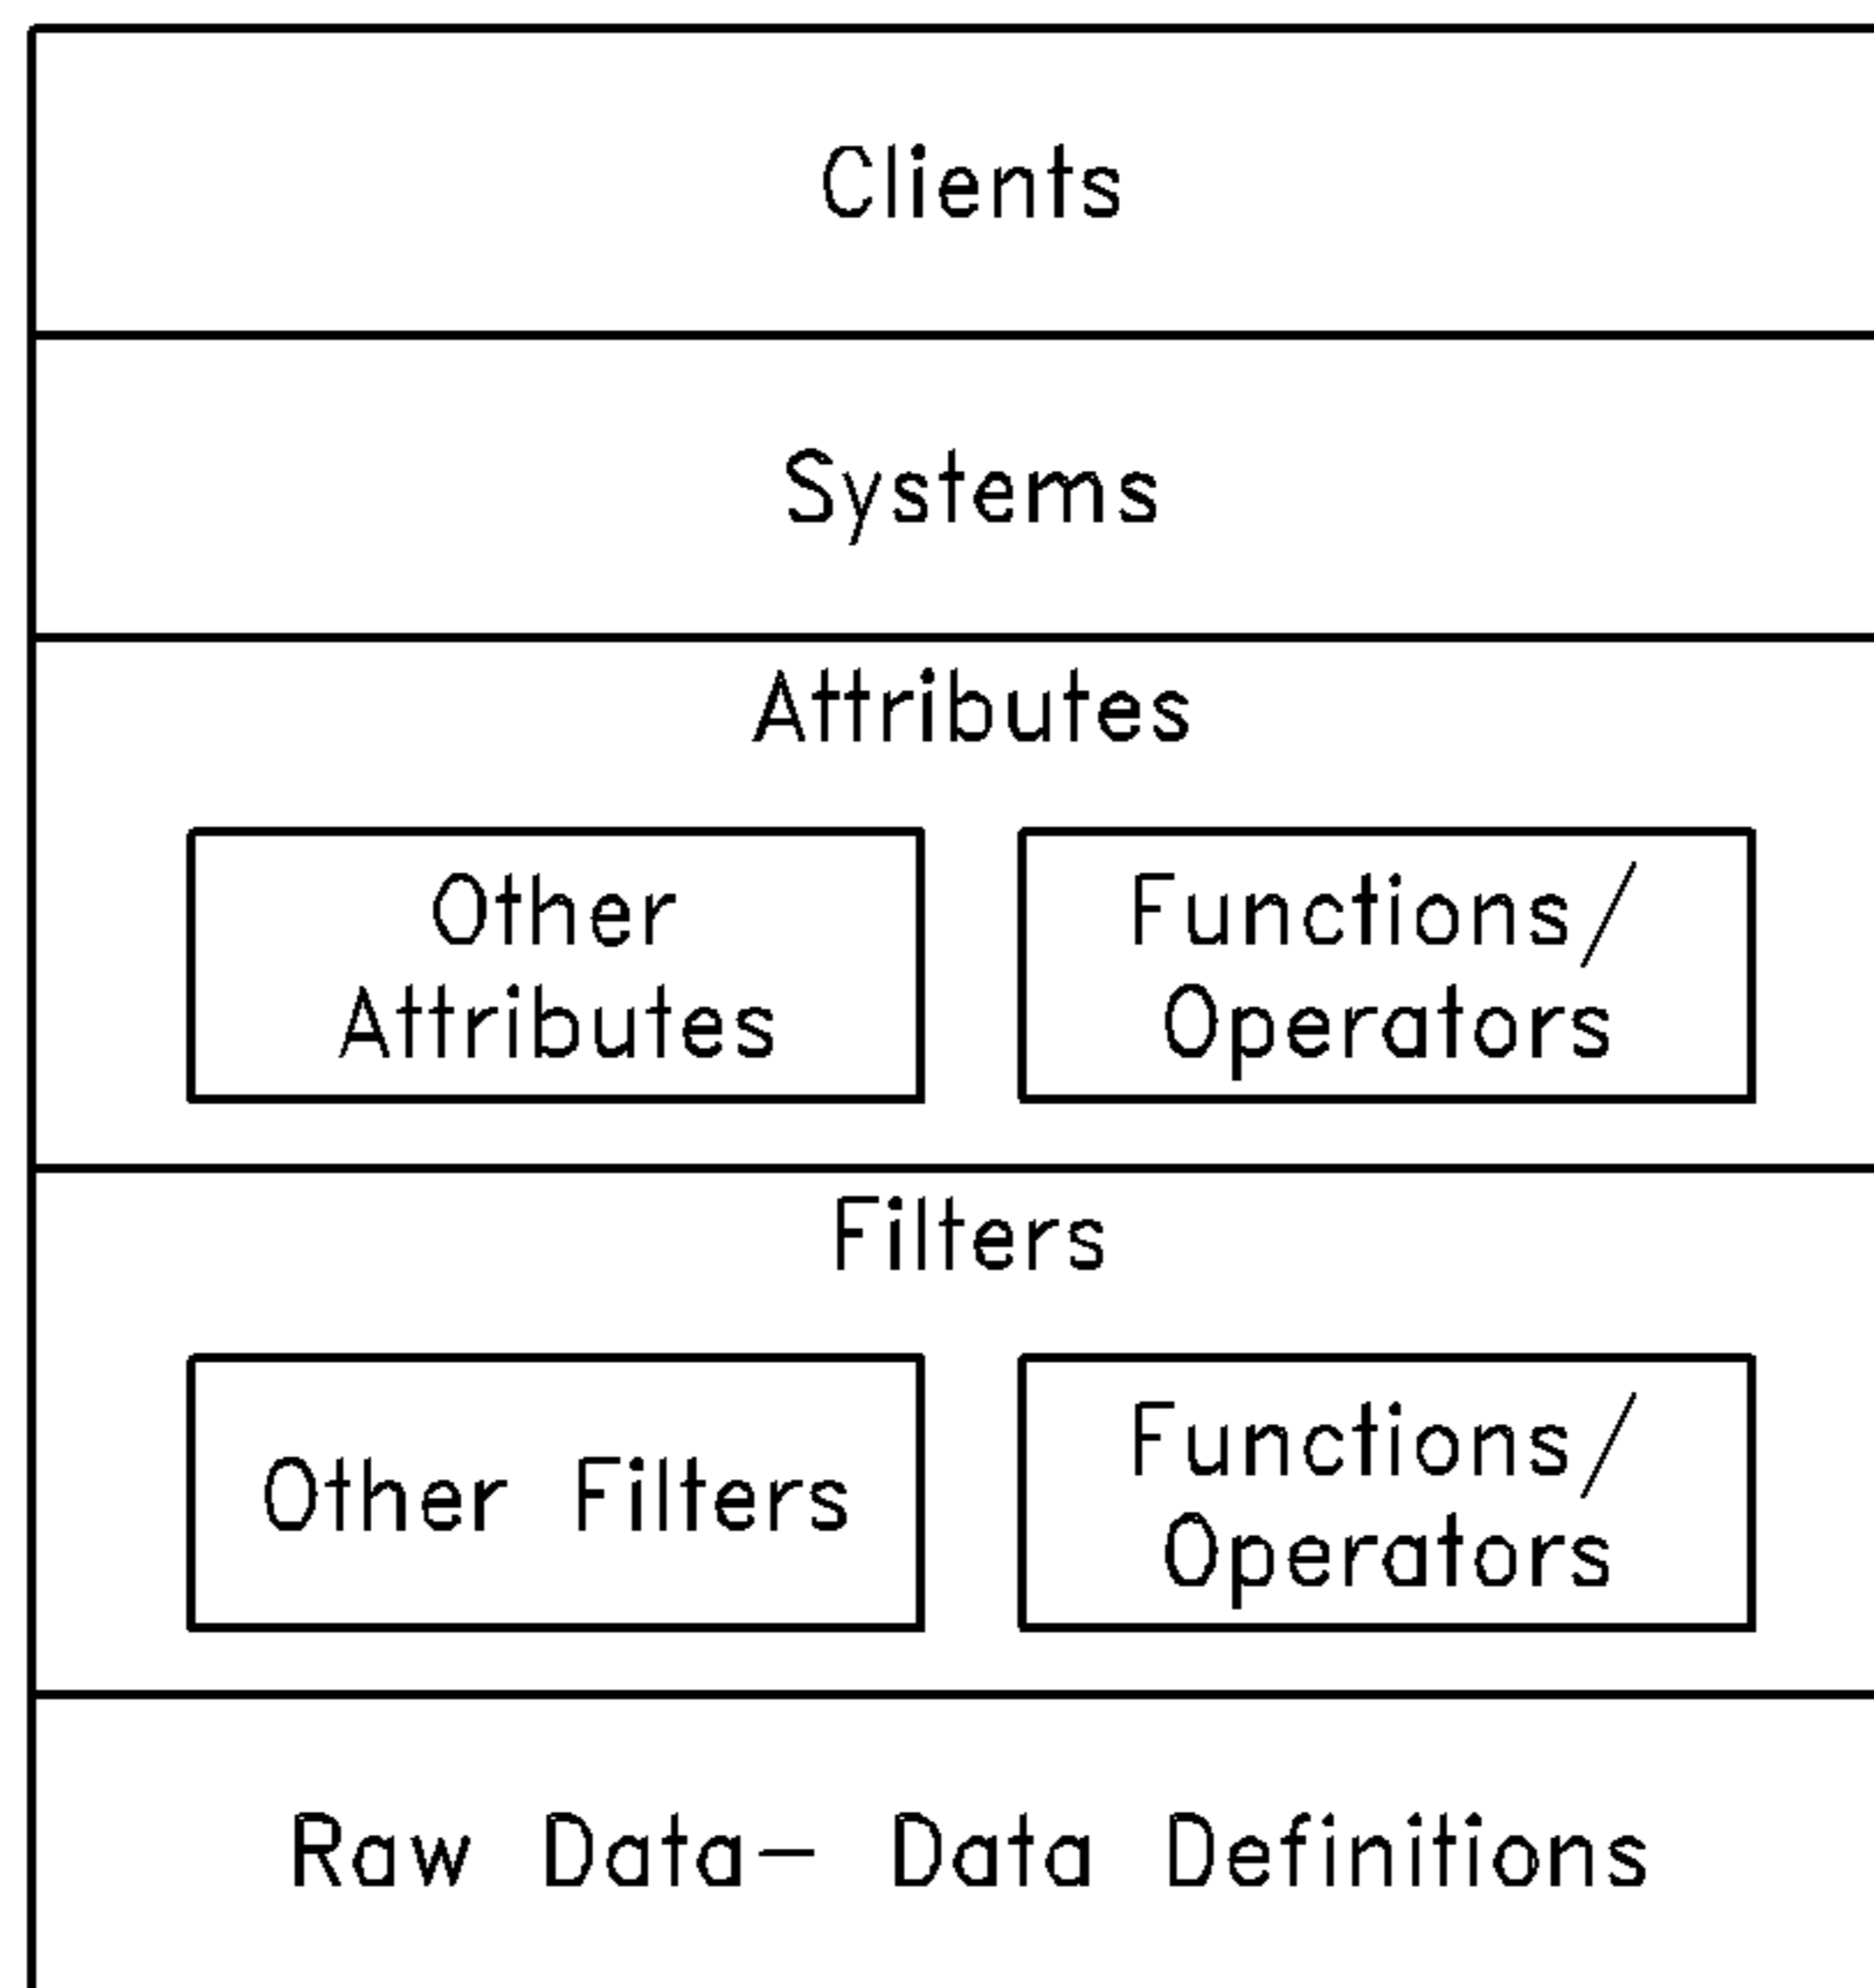 Clients
Systems
Attributes
Other
Attributes
Functions/
Operators
Filters
Other Filters
Functions/
Operators
Raw Data- Data Definitions